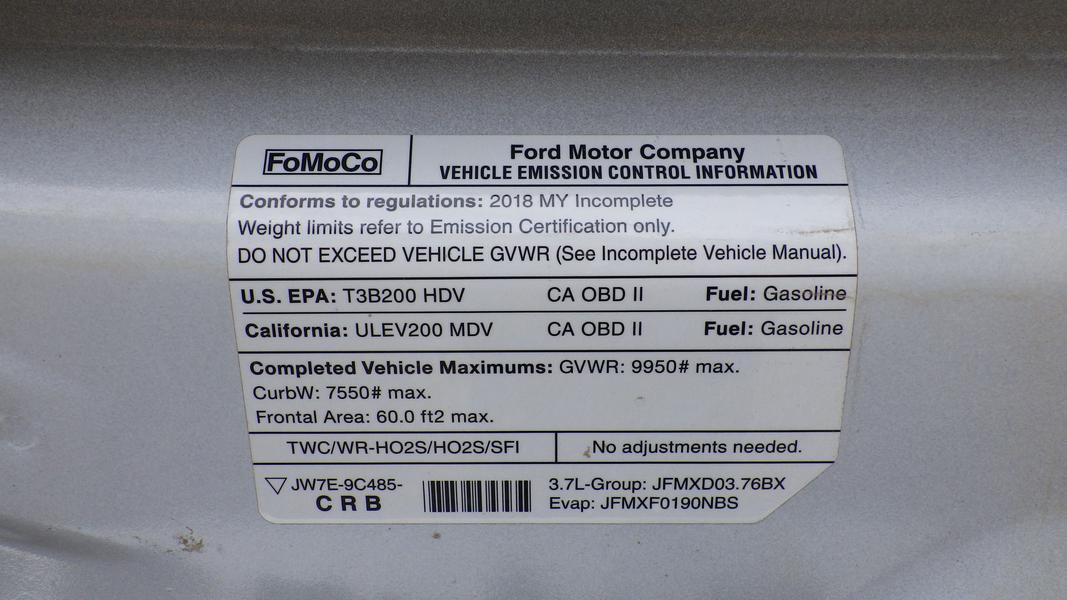 FoMoCo
Ford Motor Company
VEHICLE EMISSION CONTROL INFORMATION
Conforms to regulations: 2018 MY Incomplete
Weight limits refer to Emission Certification only.
DO NOT EXCEED VEHICLE GVWR (See Incomplete Vehicle Manual).
U.S. EPA: T3B200 HDV CA OBD II Fuel: Gasoline
California: ULEV200 MDV CA OBD II Fuel: Gasoline
Completed Vehicle Maximums: GVWR: 9950# max.
CurbW: 7550# max.
Frontal Area: 60.0 ft2 max.
TWC/WR-HO2S/HO2S/SFI No adjustments needed.
JW7E-9C485-
C R B
3.7L-Group: JFMXD03.76BX
Evap: JFMXF0190NBS